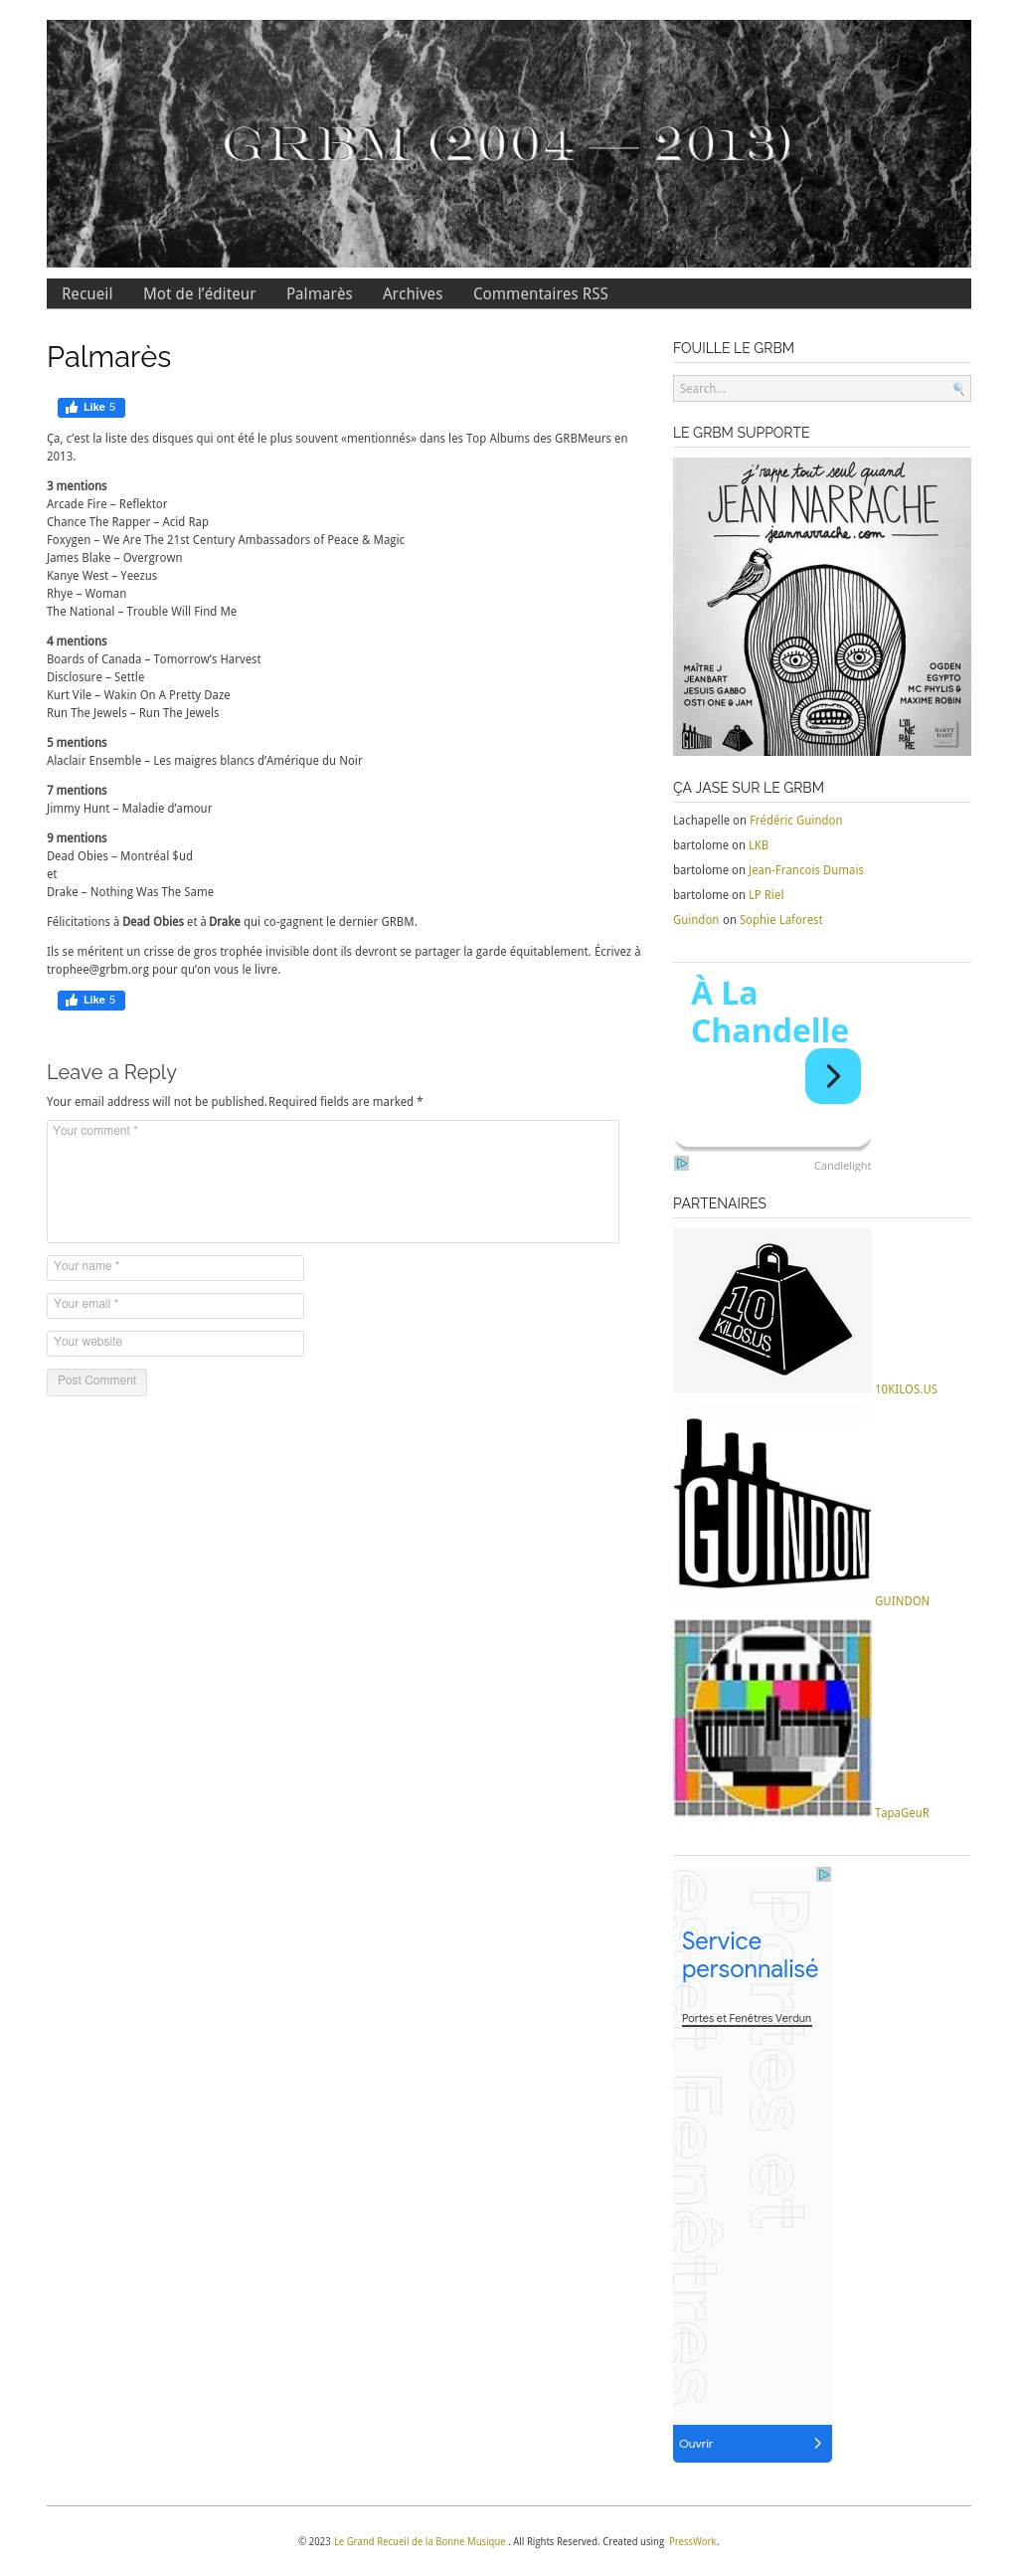 GRBM (2004 — 2013)
Recueil Mot de l’éditeur Palmarès Archives Commentaires RSS
Palmarès
Like 5
Ça, c’est la liste des disques qui ont été le plus souvent «mentionnés» dans les Top Albums des GRBMeurs en
2013.
3 mentions
Arcade Fire – Reflektor
Chance The Rapper – Acid Rap
Foxygen – We Are The 21st Century Ambassadors of Peace & Magic
James Blake – Overgrown
Kanye West – Yeezus
Rhye – Woman
The National – Trouble Will Find Me
4 mentions
Boards of Canada – Tomorrow’s Harvest
Disclosure – Settle
Kurt Vile – Wakin On A Pretty Daze
Run The Jewels – Run The Jewels
5 mentions
Alaclair Ensemble – Les maigres blancs d’Amérique du Noir
7 mentions
Jimmy Hunt – Maladie d’amour
9 mentions
Dead Obies – Montréal $ud
et
Drake – Nothing Was The Same
Félicitations à Dead Obies et à Drake qui co-gagnent le dernier GRBM.
Ils se méritent un crisse de gros trophée invisible dont ils devront se partager la garde équitablement. Écrivez à
trophee@grbm.org pour qu’on vous le livre.
Like 5
Leave a Reply
Your email address will not be published. Required fields are marked *
Your comment *
Your name *
Your email *
Your website
Post Comment
FOUILLE LE GRBM
Search...
LE GRBM SUPPORTE
j'rappe tout seul quand
JEAN NARRACHE
jeannarrache.com
MAÎTRE J
JEANBART
JESUIS GABBO
OSTI ONE & JAM
OGDEN
EGYPTO
MC PHYLIS &
MAXIME ROBIN
GUINDON
ÇA JASE SUR LE GRBM
Lachapelle on Frédéric Guindon
bartolome on LKB
bartolome on Jean-Francois Dumais
bartolome on LP Riel
Guindon on Sophie Laforest
À La
Chandelle
Candlelight
PARTENAIRES
10
KILOS.US
10KILOS.US
GUINDON
GUINDON
TapaGeuR
Service
personnalisé
Portes et Fenêtres Verdun
Portes et
es et Fenêtres
Ouvrir
© 2023 Le Grand Recueil de la Bonne Musique . All Rights Reserved. Created using PressWork.